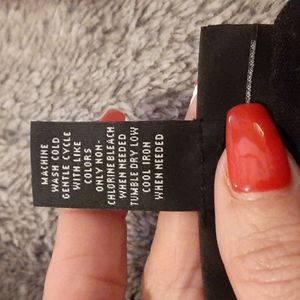 MACHINE
WASH COLD
GENTLE CYCLE
WITH LIKE
COLORS
ONLY NON-
CHLORINE BLEACH
WHEN NEEDED
TUMBLE DRY LOW
COOL IRON
WHEN NEEDED